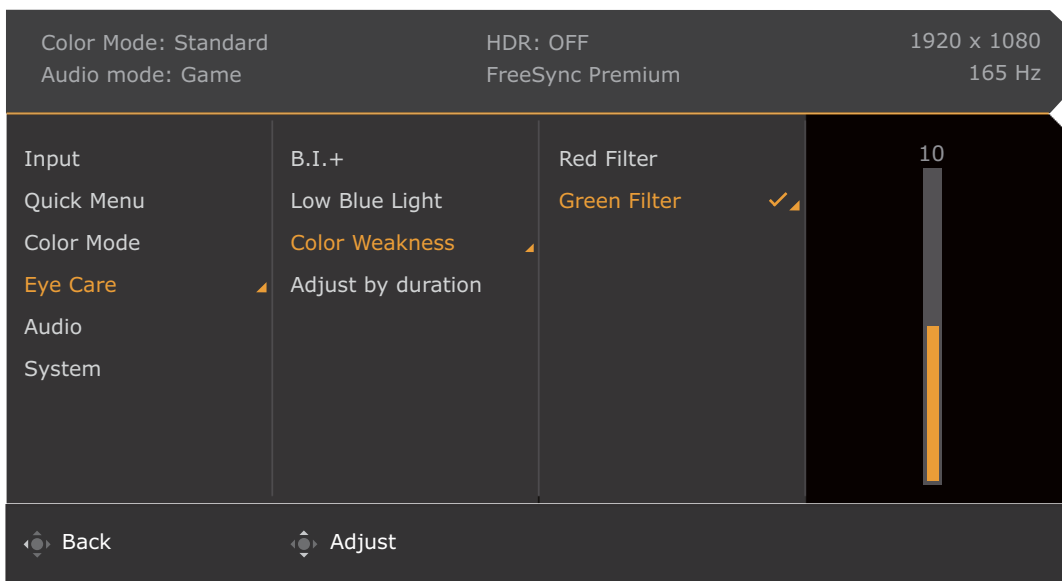 Color Mode: Standard
Audio mode: Game
HDR: OFF
FreeSync Premium
1920 x 1080
165 Hz
Input
Quick Menu
Color Mode
Eye Care
Audio
System
B.I.+
Low Blue Light
Color Weakness
Adjust by duration
Red Filter
Green Filter
10
Back
Adjust